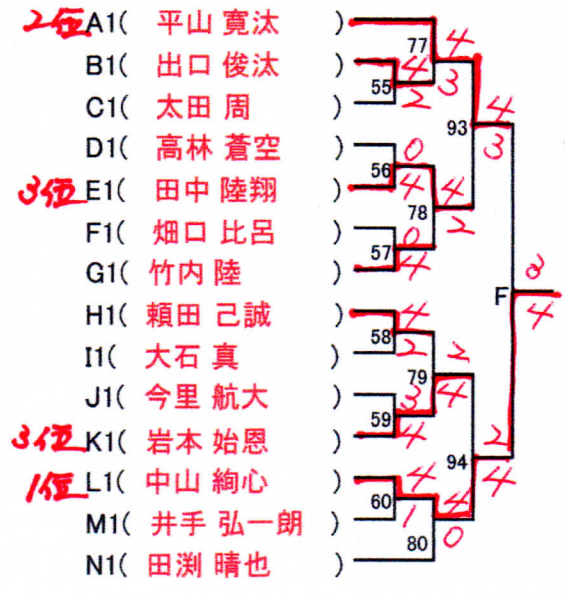 2位 A1( 平山 寛汰 )
77 4
B1( 出口 俊汰 ) 4 3
55
C1( 太田 周 ) 2 4
93
D1( 高林 蒼空 ) 0 3
56
3位 E1( 田中 陸翔 ) 4 4
78
F1( 畑口 比呂 ) 0 2
57
G1( 竹内 陸 ) 4
F 4
H1( 頼田 己誠 ) 4
58
I1( 大石 真 ) 2 2
79
J1( 今里 航大 ) 3 4
59
3位 K1( 岩本 始恩 ) 4 2
94
1位 L1( 中山 絢心 ) 4 4
60 4
M1( 井手 弘一朗 ) 1 0
80
N1( 田渕 晴也 )